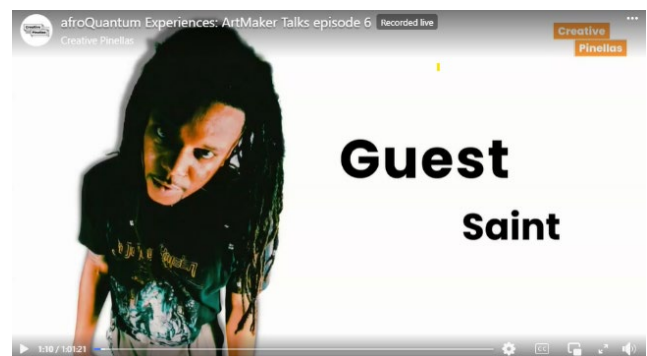 afroQuantum Experiences: ArtMaker Talks episode 6 Recorded live
Creative Pinellas
Creative
Pinellas
Guest
Saint
1:10 / 1:01:21
CC